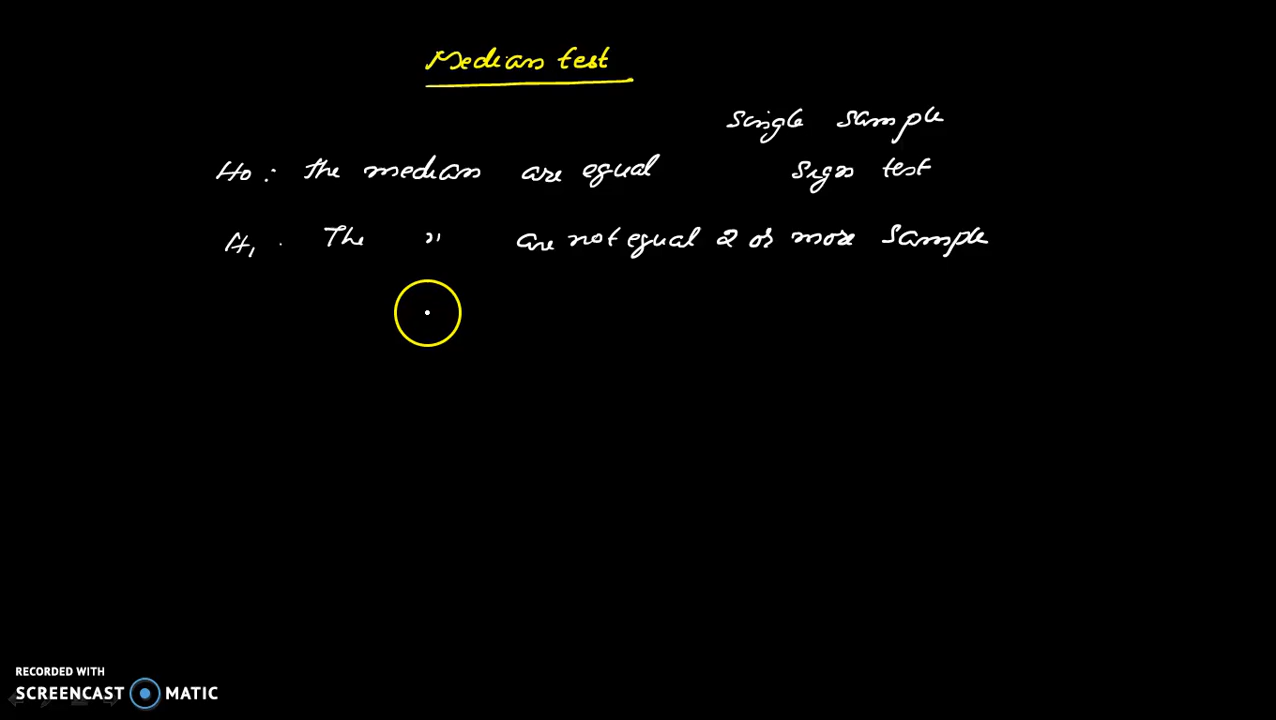 Median test
Single Sample
Ho: The median are equal Sign test
H1. The " are not equal 2 or more Sample
RECORDED WITH
SCREENCAST MATIC